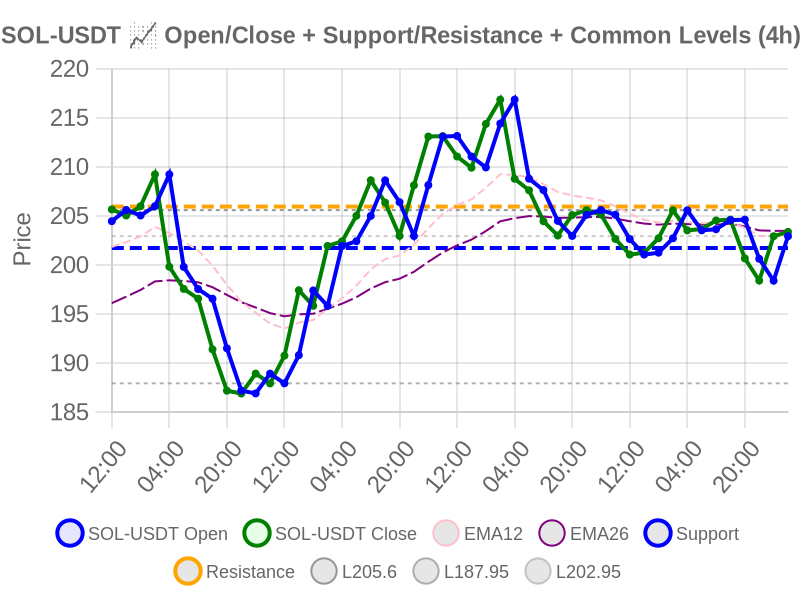 SOL-USDT 📈 Open/Close + Support/Resistance + Common Levels (4h)
220
215
210
205
200
195
190
185
Price
12:00
04:00
20:00
12:00
04:00
20:00
12:00
04:00
20:00
12:00
04:00
20:00
SOL-USDT Open
SOL-USDT Close
EMA12
EMA26
Support
Resistance
L205.6
L187.95
L202.95